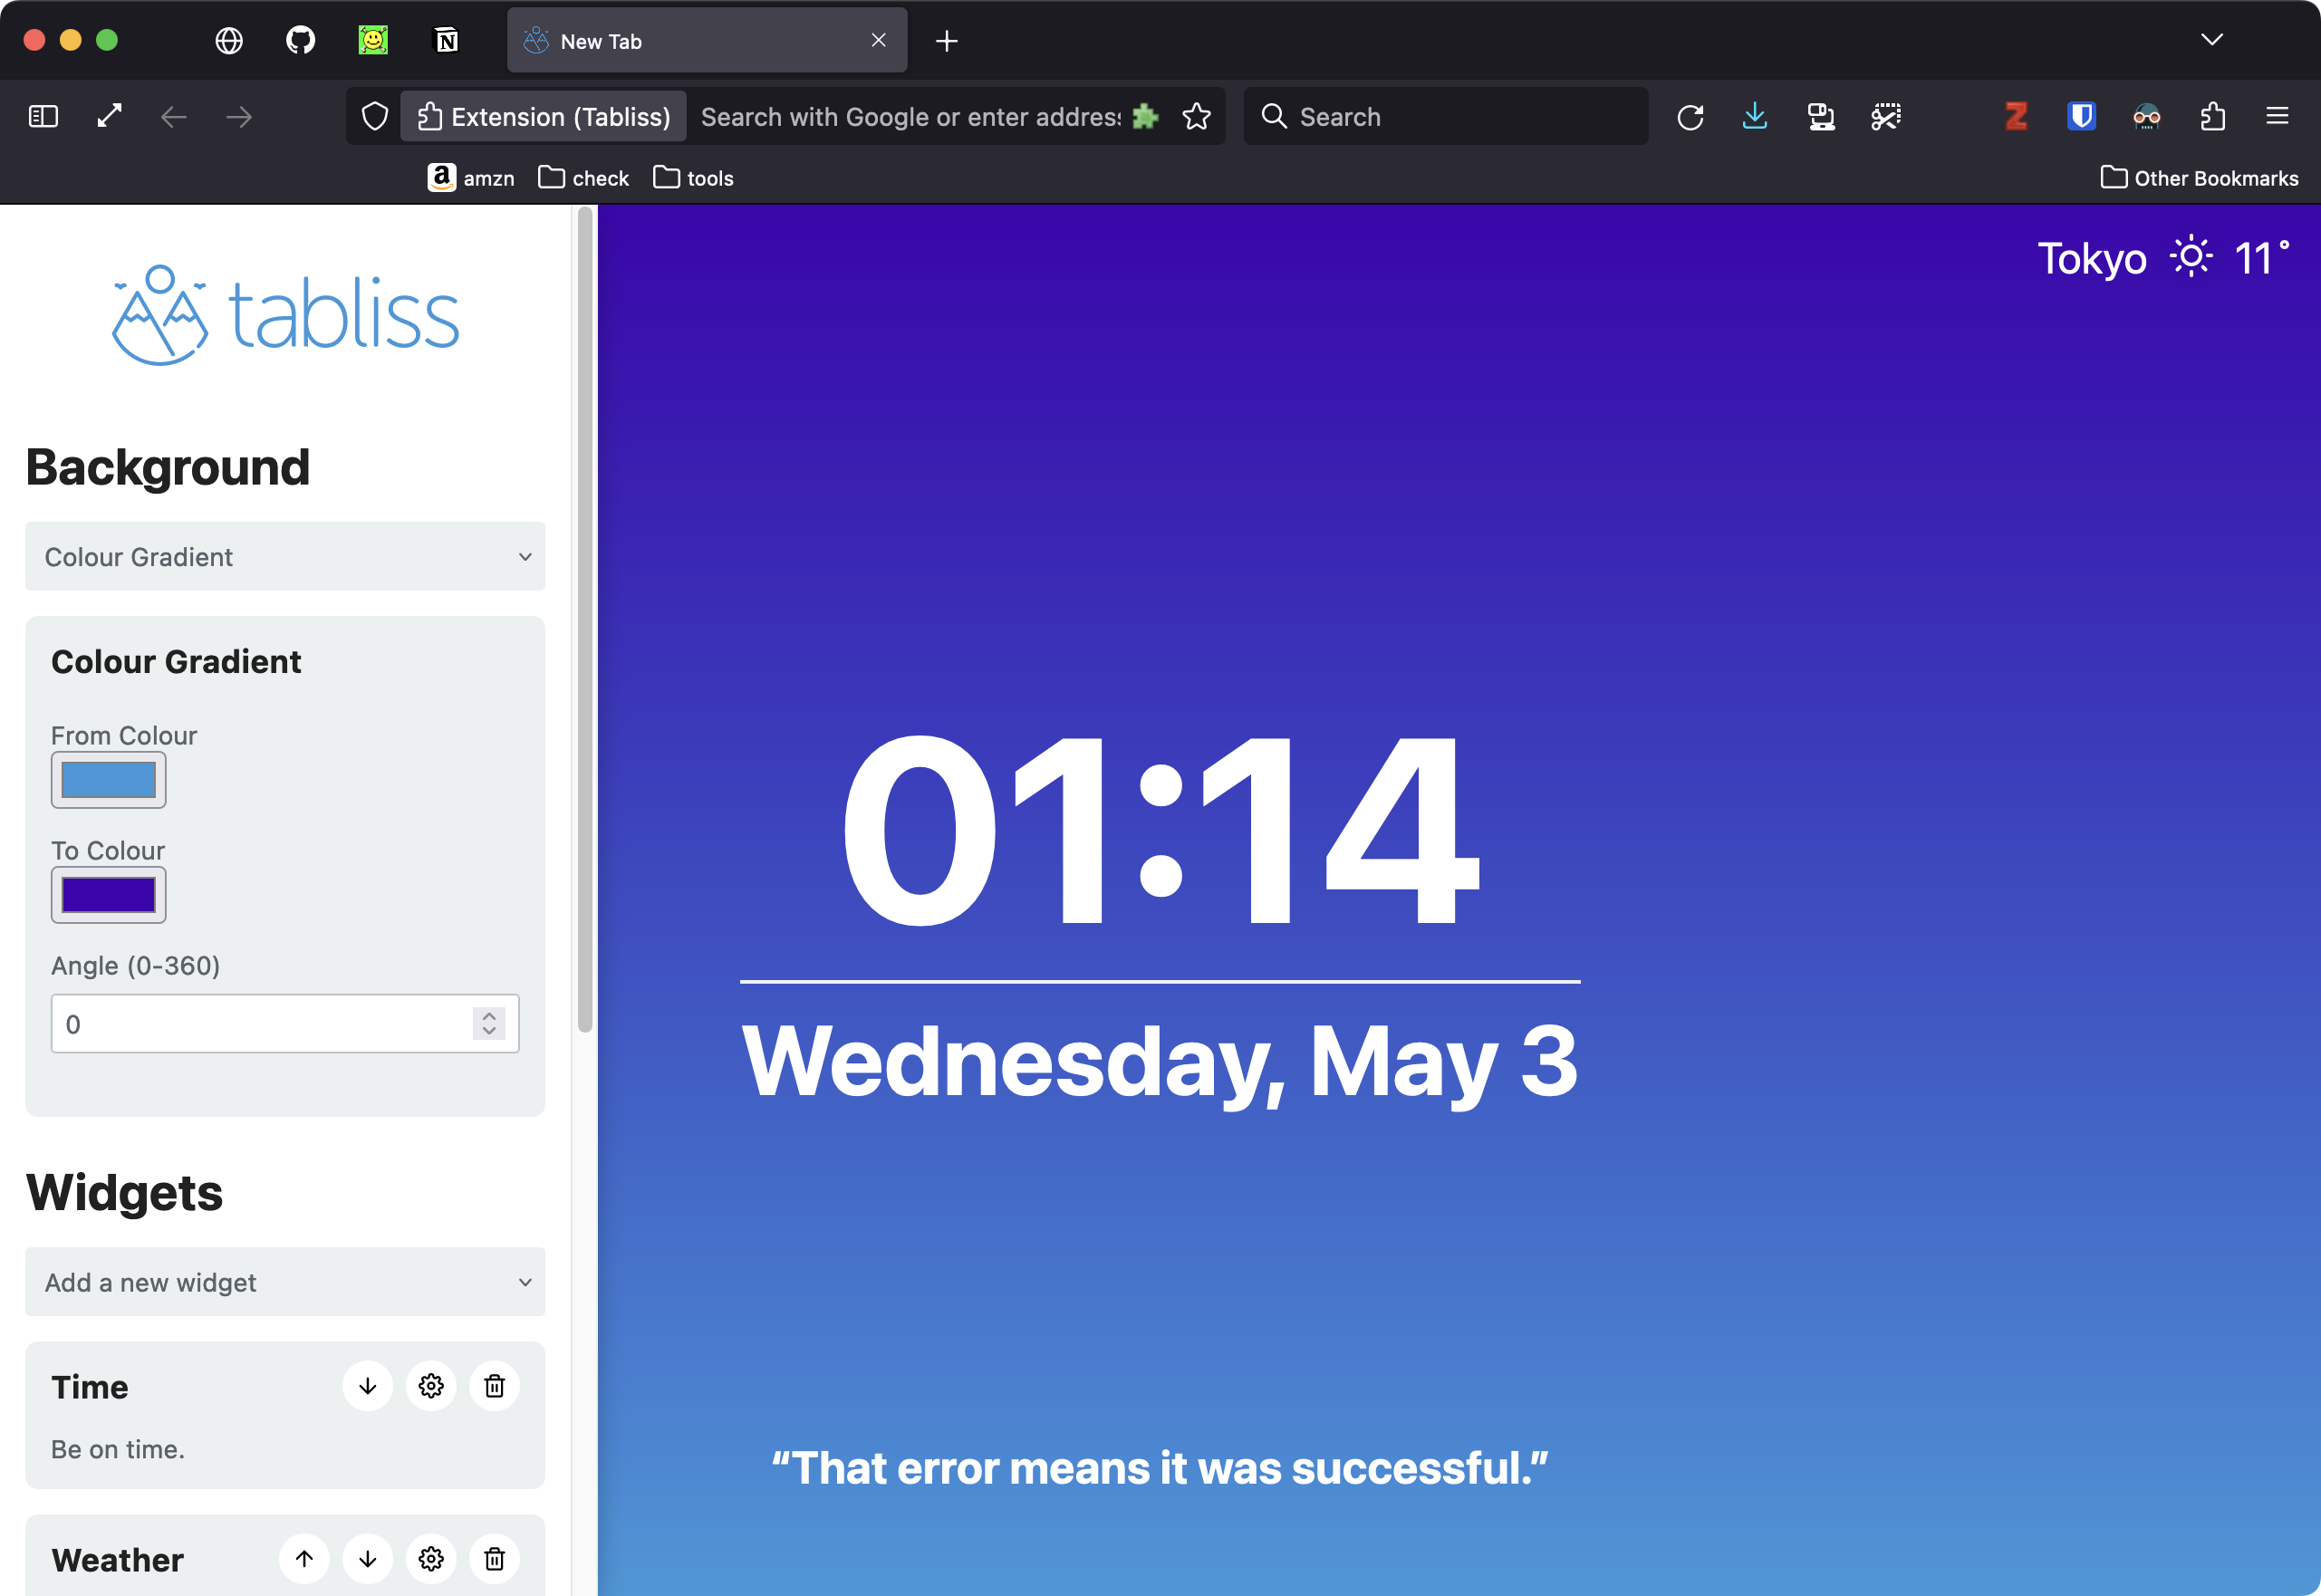 New Tab
Extension (Tabliss)
Search with Google or enter address
Search
amzn
check
tools
Other Bookmarks
tabliss
Background
Colour Gradient
Colour Gradient
From Colour
To Colour
Angle (0-360)
0
Widgets
Add a new widget
Time
Be on time.
Weather
Tokyo 11°
01:14
Wednesday, May 3
“That error means it was successful.”